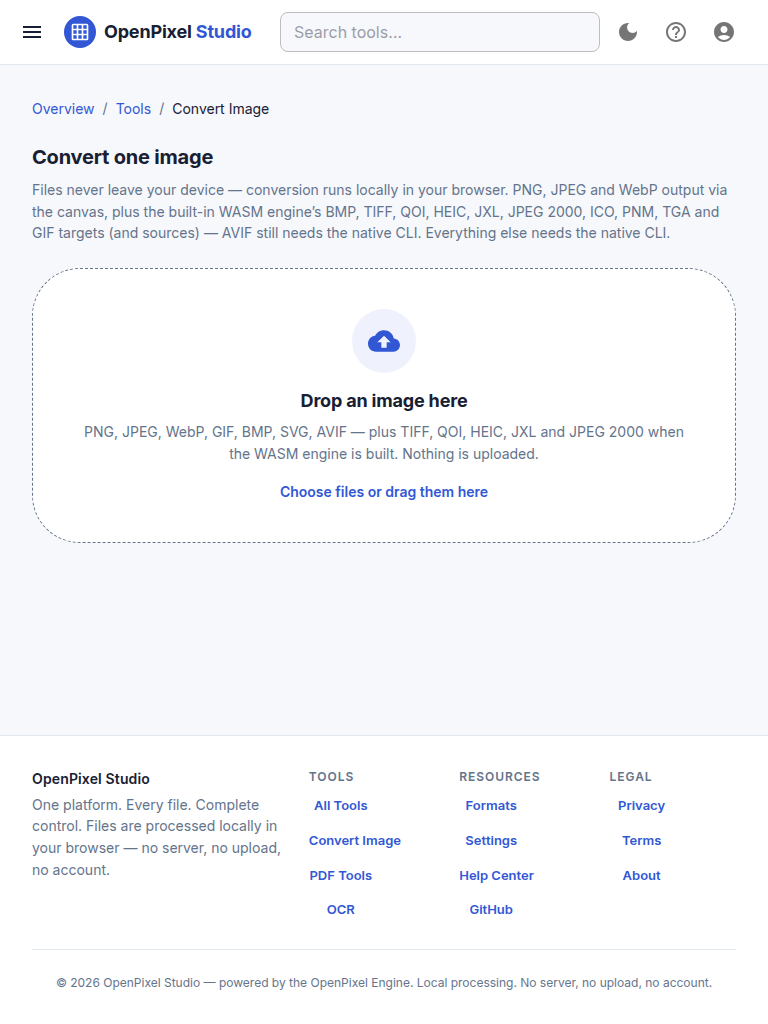 OpenPixel Studio
Search tools...
Overview / Tools / Convert Image
Convert one image
Files never leave your device — conversion runs locally in your browser. PNG, JPEG and WebP output via
the canvas, plus the built-in WASM engine’s BMP, TIFF, QOI, HEIC, JXL, JPEG 2000, ICO, PNM, TGA and
GIF targets (and sources) — AVIF still needs the native CLI. Everything else needs the native CLI.
Drop an image here
PNG, JPEG, WebP, GIF, BMP, SVG, AVIF — plus TIFF, QOI, HEIC, JXL and JPEG 2000 when
the WASM engine is built. Nothing is uploaded.
Choose files or drag them here
OpenPixel Studio
One platform. Every file. Complete
control. Files are processed locally in
your browser — no server, no upload,
no account.
TOOLS
All Tools
Convert Image
PDF Tools
OCR
RESOURCES
Formats
Settings
Help Center
GitHub
LEGAL
Privacy
Terms
About
© 2026 OpenPixel Studio — powered by the OpenPixel Engine. Local processing. No server, no upload, no account.